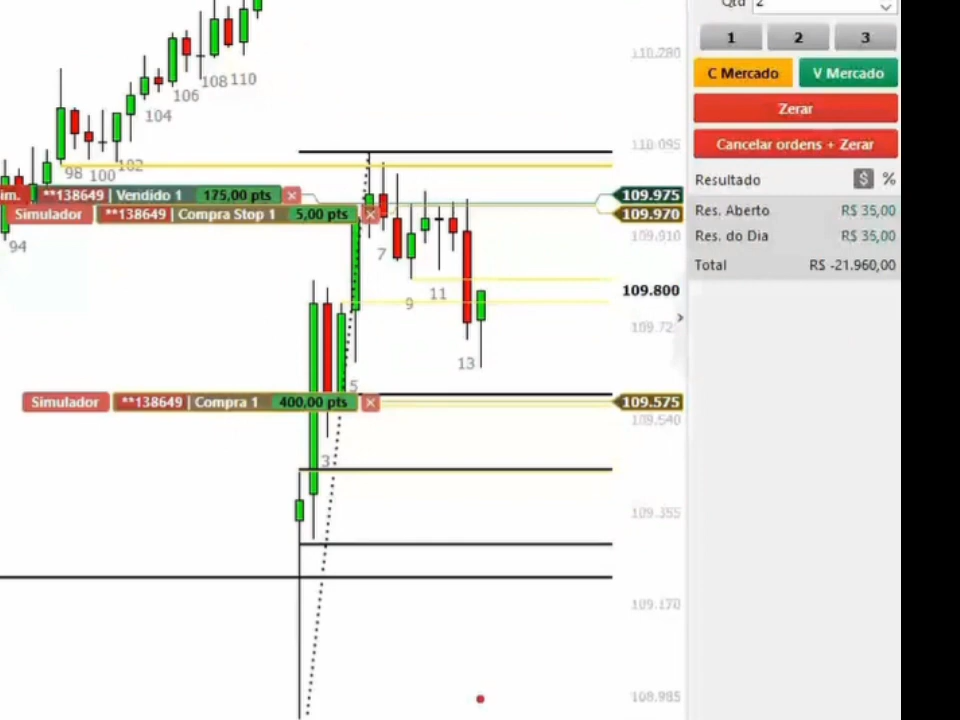 Qtd 2
110.280
1 2 3
C Mercado V Mercado
108 110
106
Zerar
104
110.095
Cancelar ordens + Zerar
98 100 102
Resultado $ %
im. **138649 | Vendido 1 175,00 pts 109.975
Simulador **138649 | Compra Stop 1 5,00 pts 109.970
Res. Aberto R$ 35,00
109.910
Res. do Dia R$ 35,00
94
7
Total R$ -21.960,00
109.800
11
9
109.72
13
5
Simulador **138649 | Compra 1 400,00 pts 109.575
109.540
3
109.355
109.170
108.985